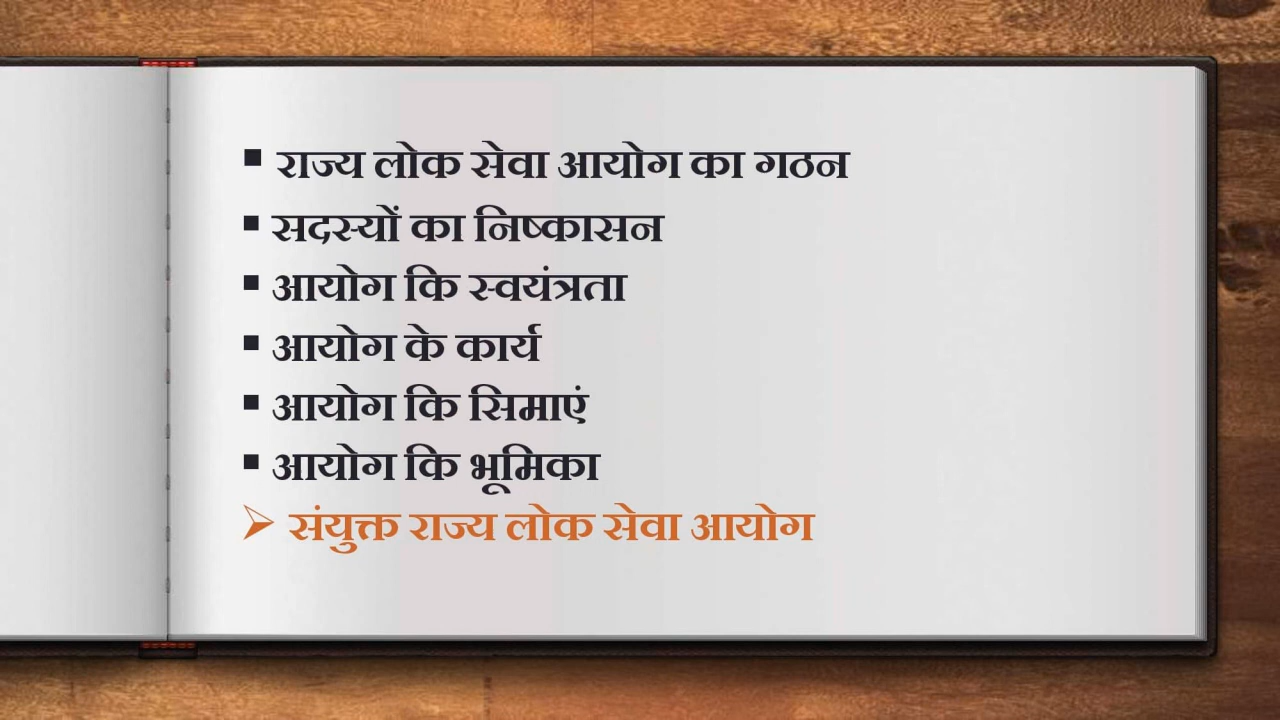 ▪ राज्य लोक सेवा आयोग का गठन
▪ सदस्यों का निष्कासन
▪ आयोग कि स्वयंत्रता
▪ आयोग के कार्य
▪ आयोग कि सिमाएं
▪ आयोग कि भूमिका
➢ संयुक्त राज्य लोक सेवा आयोग